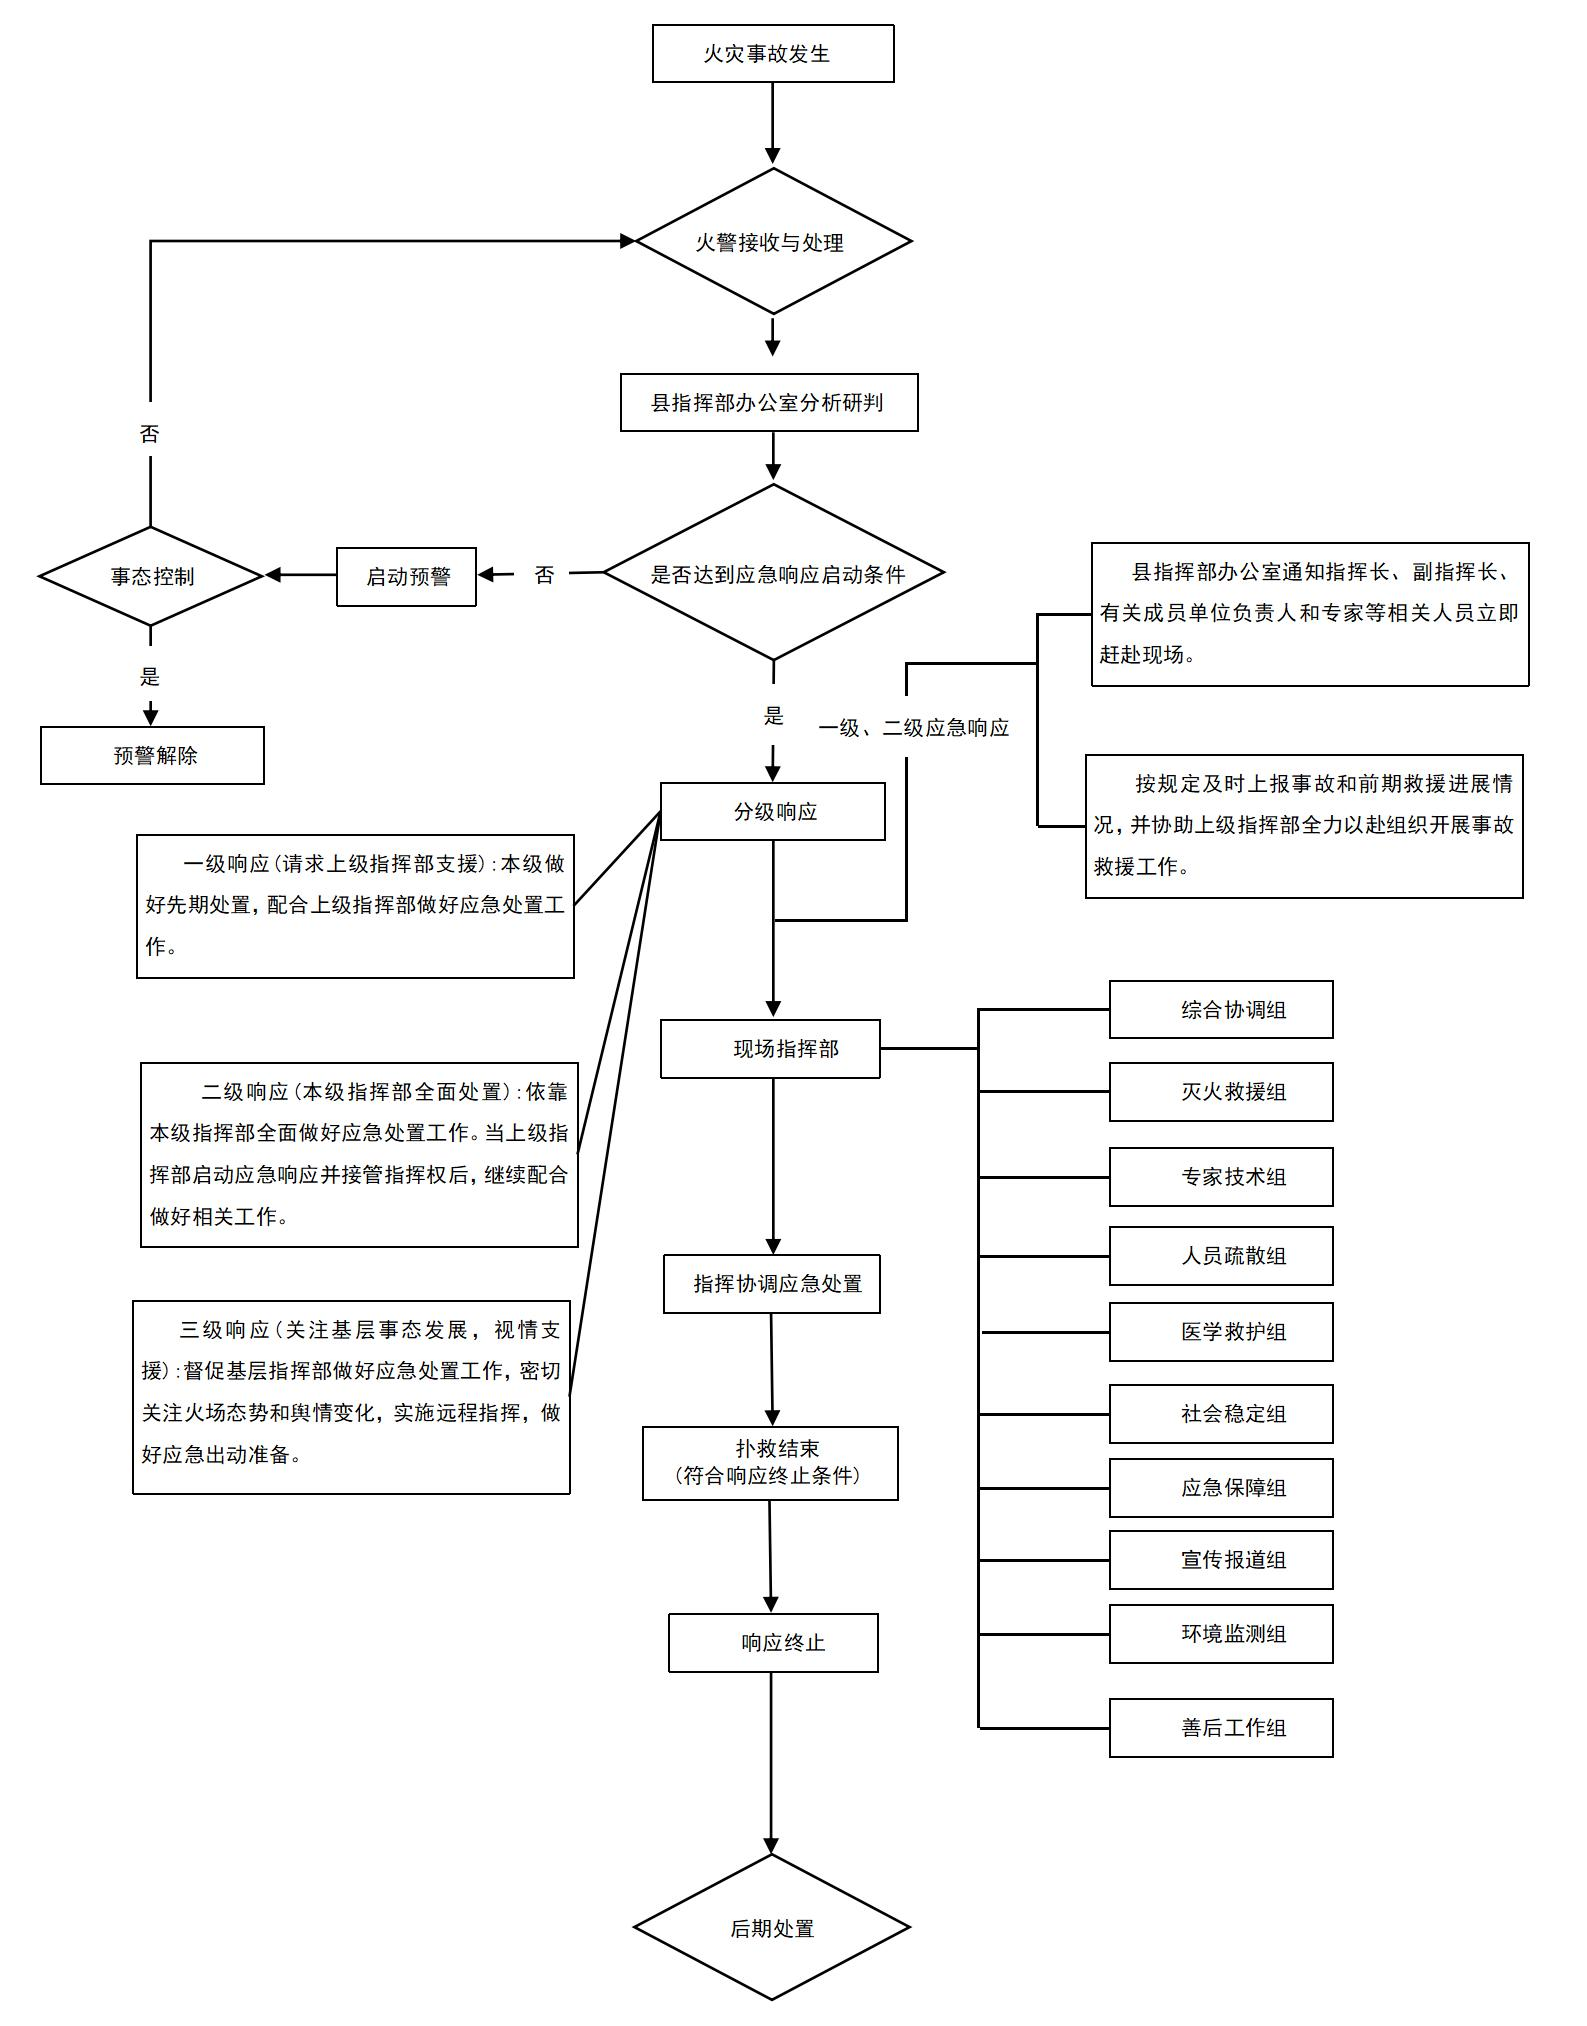 火灾事故发生
火警接收与处理
县指挥部办公室分析研判
否
是否达到应急响应启动条件
否
启动预警
事态控制
是
预警解除
县指挥部办公室通知指挥长、副指挥长、
有关成员单位负责人和专家等相关人员立即
赶赴现场。
是
一级、二级应急响应
按规定及时上报事故和前期救援进展情
况，并协助上级指挥部全力以赴组织开展事故
救援工作。
分级响应
一级响应（请求上级指挥部支援）：本级做
好先期处置，配合上级指挥部做好应急处置工
作。
二级响应（本级指挥部全面处置）：依靠
本级指挥部全面做好应急处置工作。当上级指
挥部启动应急响应并接管指挥权后，继续配合
做好相关工作。
三级响应（关注基层事态发展，视情支
援）：督促基层指挥部做好应急处置工作，密切
关注火场态势和舆情变化，实施远程指挥，做
好应急出动准备。
现场指挥部
综合协调组
灭火救援组
专家技术组
人员疏散组
医学救护组
社会稳定组
应急保障组
宣传报道组
环境监测组
善后工作组
指挥协调应急处置
扑救结束
（符合响应终止条件）
响应终止
后期处置